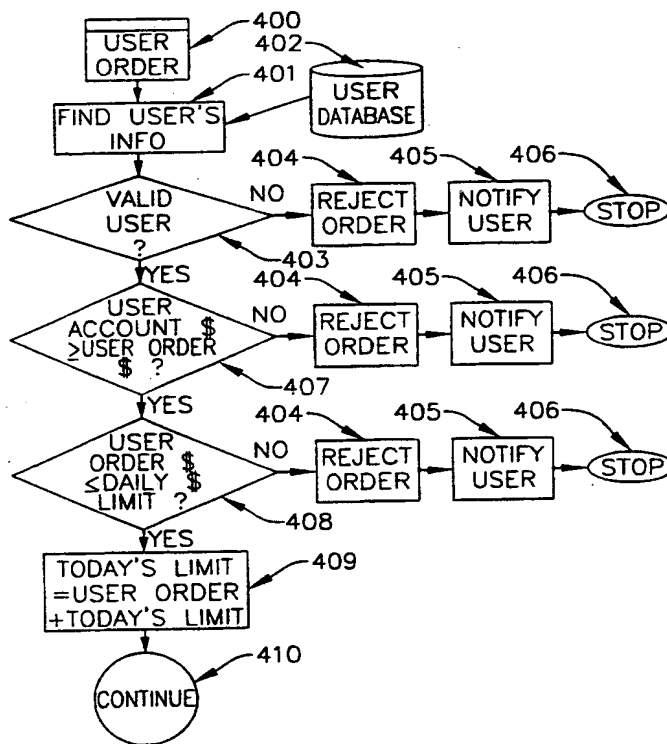 400
USER
ORDER
402
401
USER
DATABASE
FIND USER'S
INFO
404
405
406
VALID
USER
?
NO
REJECT
ORDER
NOTIFY
USER
STOP
403
YES
404
405
406
USER
ACCOUNT $
≥USER ORDER
$ ?
NO
REJECT
ORDER
NOTIFY
USER
STOP
407
YES
404
405
406
USER
ORDER $
≤DAILY $
LIMIT ?
NO
REJECT
ORDER
NOTIFY
USER
STOP
408
YES
409
TODAY'S LIMIT
=USER ORDER
+TODAY'S LIMIT
410
CONTINUE